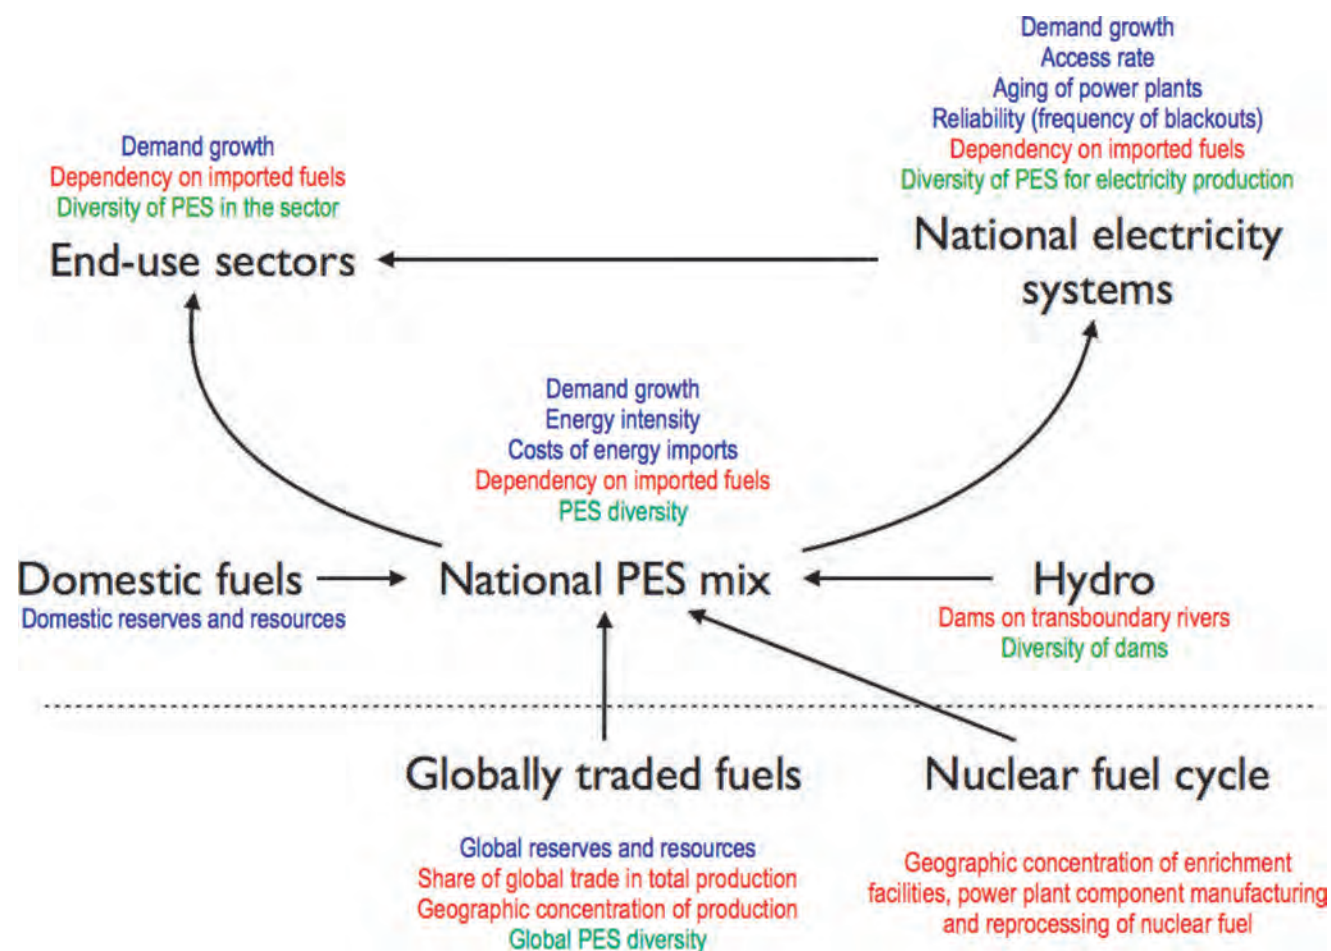 Demand growth
Access rate
Aging of power plants
Reliability (frequency of blackouts)
Dependency on imported fuels
Diversity of PES for electricity production
National electricity
systems
Demand growth
Dependency on imported fuels
Diversity of PES in the sector
End-use sectors
Demand growth
Energy intensity
Costs of energy imports
Dependency on imported fuels
PES diversity
National PES mix
Domestic fuels
Domestic reserves and resources
Hydro
Dams on transboundary rivers
Diversity of dams
Globally traded fuels
Global reserves and resources
Share of global trade in total production
Geographic concentration of production
Global PES diversity
Nuclear fuel cycle
Geographic concentration of enrichment
facilities, power plant component manufacturing
and reprocessing of nuclear fuel